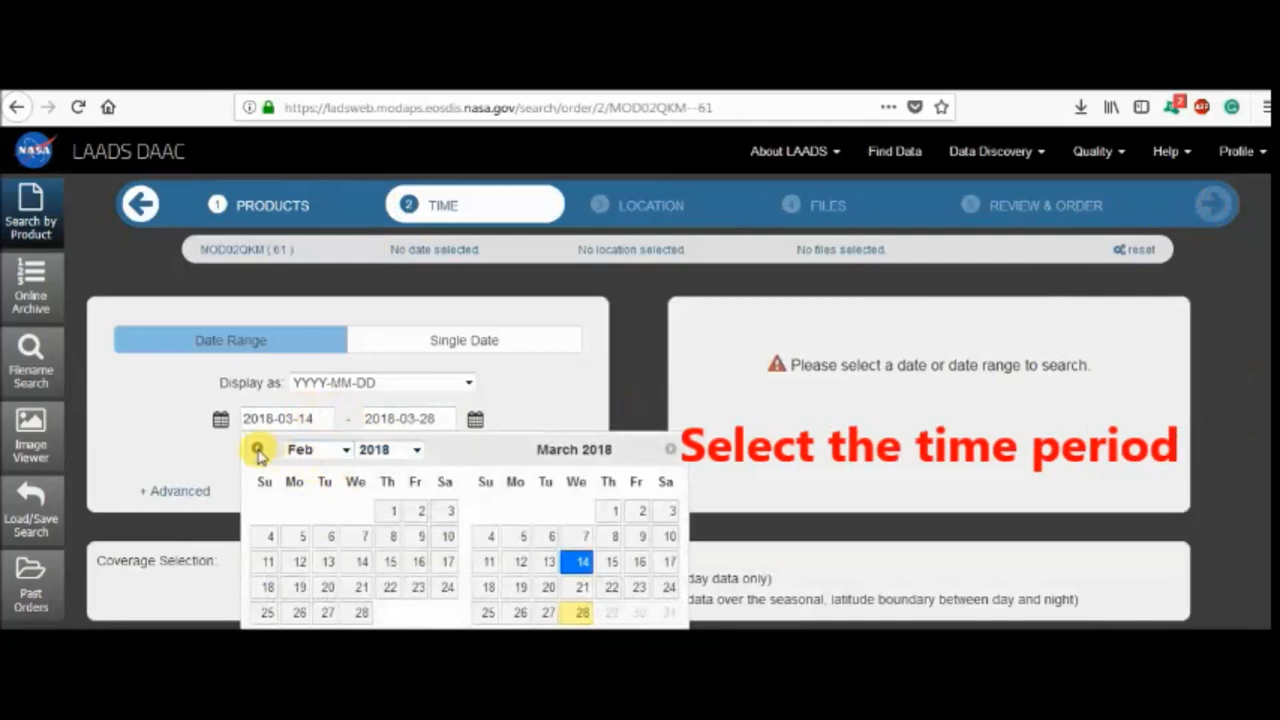 https://ladsweb.modaps.eosdis.nasa.gov/search/order/2/MOD02QKM--61
2
NASA LAADS DAAC About LAADS Find Data Data Discovery Quality Help Profile
Search by
Product
1 PRODUCTS 2 TIME 3 LOCATION 4 FILES 5 REVIEW & ORDER
MOD02QKM ( 61 ) No date selected. No location selected. No files selected. reset
Online
Archive
Date Range Single Date
Filename
Search
Display as: YYYY-MM-DD
2018-03-14 - 2018-03-28
Please select a date or date range to search.
Image
Viewer
Feb 2018 March 2018
Select the time period
Su Mo Tu We Th Fr Sa Su Mo Tu We Th Fr Sa
+ Advanced
Load/Save
Search
1 2 3 1 2 3
4 5 6 7 8 9 10 4 5 6 7 8 9 10
Coverage Selection:
11 12 13 14 15 16 17 11 12 13 14 15 16 17
day data only)
18 19 20 21 22 23 24 18 19 20 21 22 23 24
data over the seasonal, latitude boundary between day and night)
25 26 27 28 25 26 27 28 29 30 31
Past
Orders